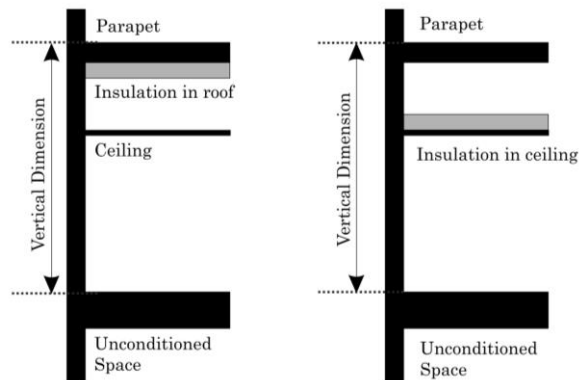 Parapet
Insulation in roof
Ceiling
Vertical Dimension
Unconditioned
Space
Parapet
Insulation in ceiling
Vertical Dimension
Unconditioned
Space